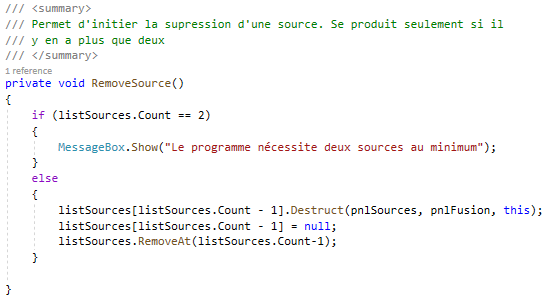 /// <summary>
/// Permet d'initier la supression d'une source. Se produit seulement si il
/// y en a plus que deux
/// </summary>
1 reference
private void RemoveSource()
{
    if (listSources.Count == 2)
    {
        MessageBox.Show("Le programme nécessite deux sources au minimum");
    }
    else
    {
        listSources[listSources.Count - 1].Destruct(pnlSources, pnlFusion, this);
        listSources[listSources.Count - 1] = null;
        listSources.RemoveAt(listSources.Count-1);
    }
}